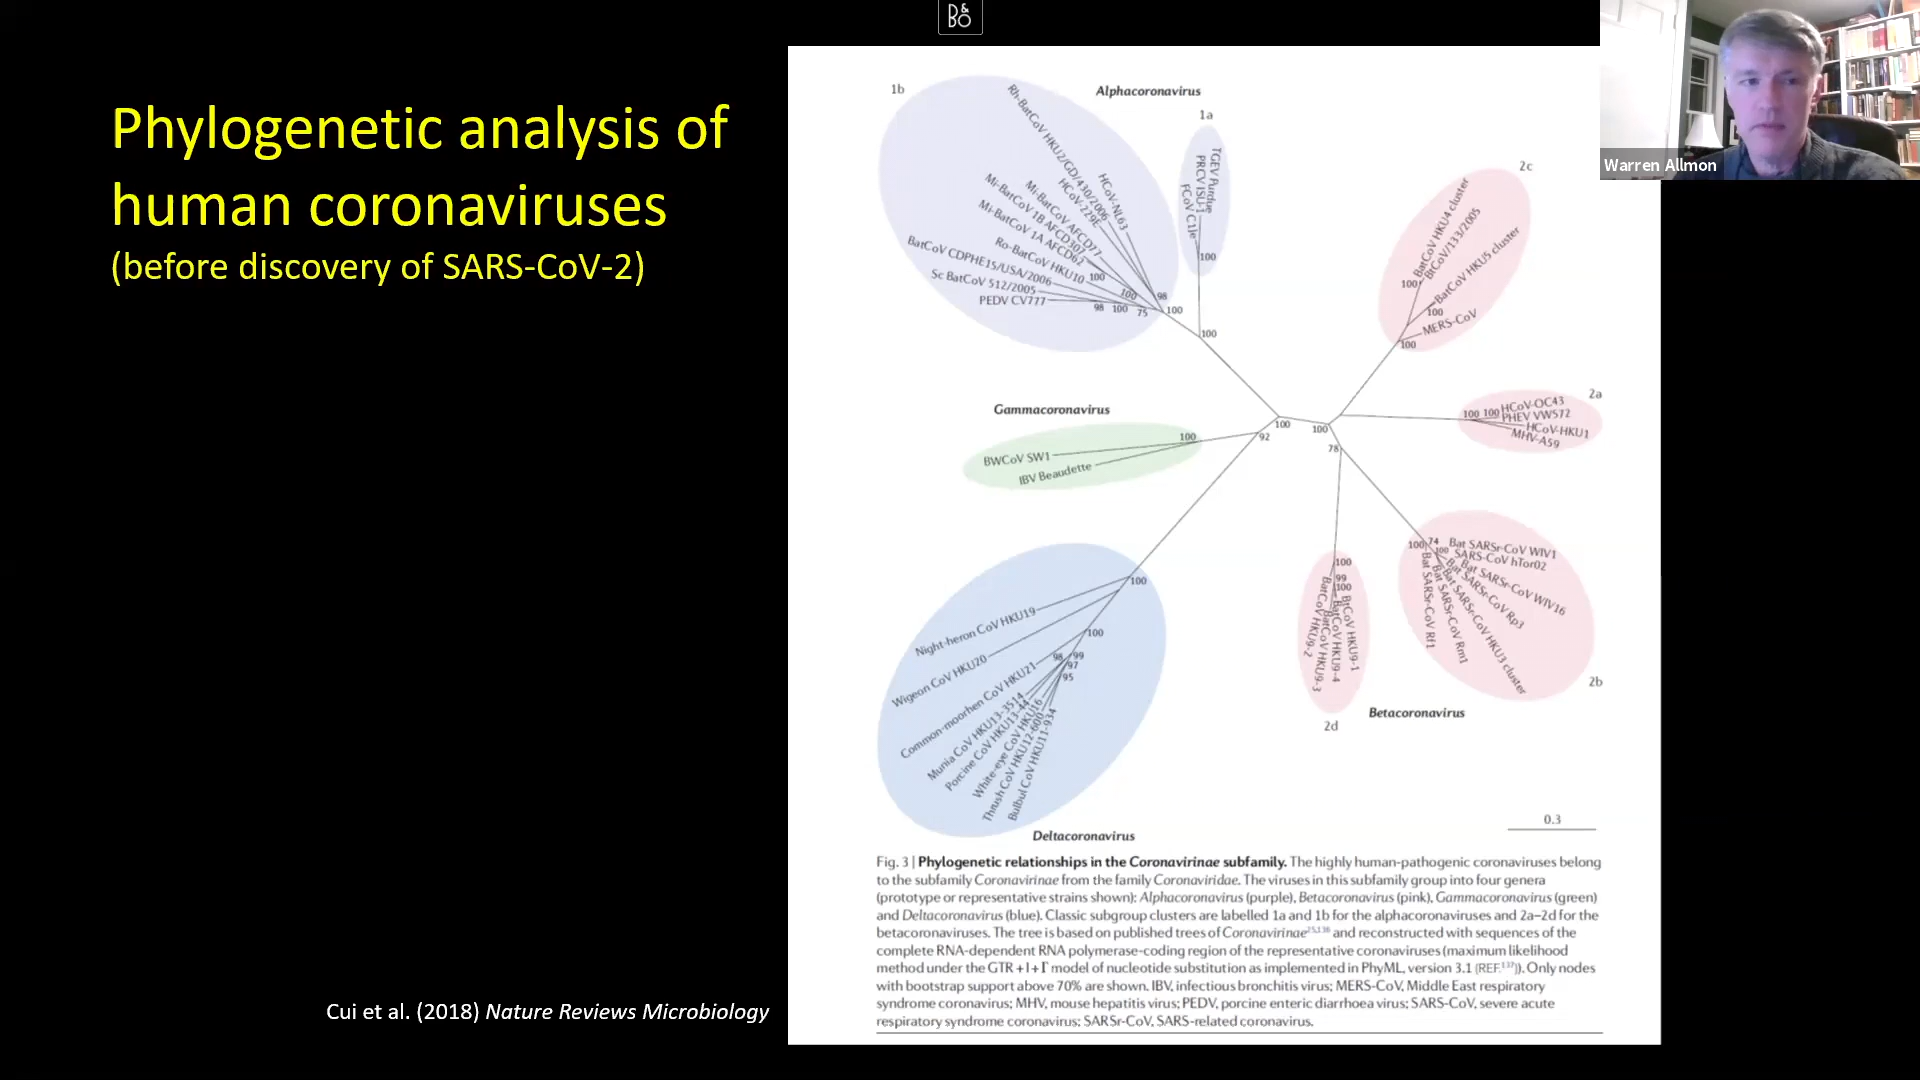 B&O
Warren Allmon
Phylogenetic analysis of
human coronaviruses
(before discovery of SARS-CoV-2)
Cui et al. (2018) Nature Reviews Microbiology
1b
Alphacoronavirus
1a
Rh-BatCoV HKU2/GD/430/2006
HCoV-NL63
HCoV-229E
Mi-BatCoV AFCD77
Mi-BatCoV 1B AFCD307
Mi-BatCoV 1A AFCD62
Ro-BatCoV HKU10
BatCoV CDPHE15/USA/2006
Sc BatCoV 512/2005
PEDV CV777
100
100
98
98 100 75
100
TGEV Purdue
PRCV ISU-1
FCoV C1Je
100
100
2c
BatCoV HKU4 cluster
BtCoV/133/2005
BatCoV HKU5 cluster
MERS-CoV
100
100
100
2a
100 100
HCoV-OC43
PHEV VW572
HCoV-HKU1
MHV-A59
Gammacoronavirus
100
BWCoV SW1
IBV Beaudette
92
100
100
78
100 74
100
Bat SARSr-CoV WIV1
SARS-CoV hTor02
Bat SARSr-CoV WIV16
Bat SARSr-CoV Rp3
Bat SARSr-CoV HKU3 cluster
Bat SARSr-CoV Rm1
Bat SARSr-CoV Rf1
2b
100
99
100
BtCoV HKU9-1
BatCoV HKU9-4
BatCoV HKU9-3
BatCoV HKU9-2
2d
Betacoronavirus
100
Night-heron CoV HKU19
Wigeon CoV HKU20
100
Common-moorhen CoV HKU21
98
99
97
95
Munia CoV HKU13-3514
Porcine CoV HKU13-44
White-eye CoV HKU16
Thrush CoV HKU12-600
Bulbul CoV HKU11-934
Deltacoronavirus
0.3
Fig. 3 | Phylogenetic relationships in the Coronavirinae subfamily. The highly human-pathogenic coronaviruses belong
to the subfamily Coronavirinae from the family Coronaviridae. The viruses in this subfamily group into four genera
(prototype or representative strains shown): Alphacoronavirus (purple), Betacoronavirus (pink), Gammacoronavirus (green)
and Deltacoronavirus (blue). Classic subgroup clusters are labelled 1a and 1b for the alphacoronaviruses and 2a–2d for the
betacoronaviruses. The tree is based on published trees of Coronavirinae25,136 and reconstructed with sequences of the
complete RNA-dependent RNA polymerase-coding region of the representative coronaviruses (maximum likelihood
method under the GTR + I + Γ model of nucleotide substitution as implemented in PhyML, version 3.1 (REF.137)). Only nodes
with bootstrap support above 70% are shown. IBV, infectious bronchitis virus; MERS-CoV, Middle East respiratory
syndrome coronavirus; MHV, mouse hepatitis virus; PEDV, porcine enteric diarrhoea virus; SARS-CoV, severe acute
respiratory syndrome coronavirus; SARSr-CoV, SARS-related coronavirus.